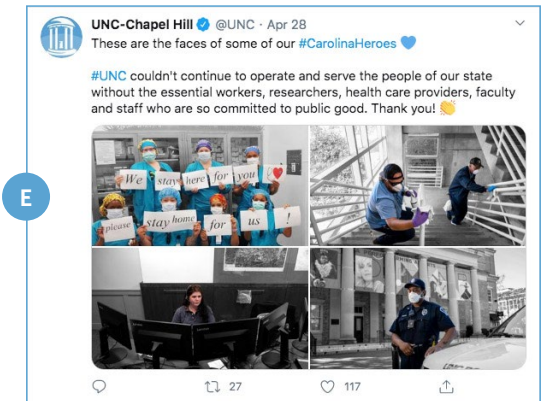 UNC-Chapel Hill @UNC · Apr 28
These are the faces of some of our #CarolinaHeroes 💙
#UNC couldn't continue to operate and serve the people of our state
without the essential workers, researchers, health care providers, faculty
and staff who are so committed to public good. Thank you! 👏
E
We stay here for you
please stay home for us !
27
117